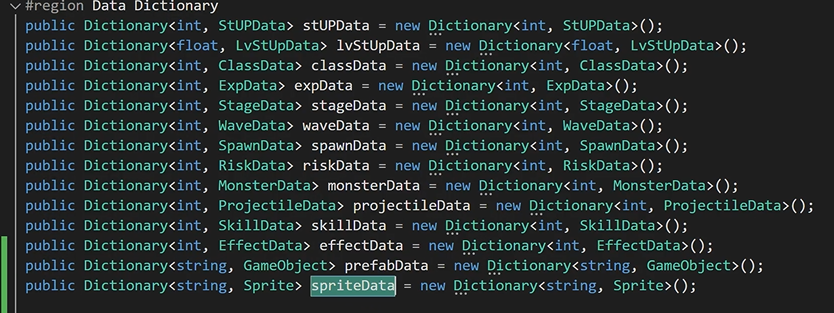 #region Data Dictionary
public Dictionary<int, StUPData> stUPData = new Dictionary<int, StUPData>();
public Dictionary<float, LvStUpData> lvStUpData = new Dictionary<float, LvStUpData>();
public Dictionary<int, ClassData> classData = new Dictionary<int, ClassData>();
public Dictionary<int, ExpData> expData = new Dictionary<int, ExpData>();
public Dictionary<int, StageData> stageData = new Dictionary<int, StageData>();
public Dictionary<int, WaveData> waveData = new Dictionary<int, WaveData>();
public Dictionary<int, SpawnData> spawnData = new Dictionary<int, SpawnData>();
public Dictionary<int, RiskData> riskData = new Dictionary<int, RiskData>();
public Dictionary<int, MonsterData> monsterData = new Dictionary<int, MonsterData>();
public Dictionary<int, ProjectileData> projectileData = new Dictionary<int, ProjectileData>();
public Dictionary<int, SkillData> skillData = new Dictionary<int, SkillData>();
public Dictionary<int, EffectData> effectData = new Dictionary<int, EffectData>();
public Dictionary<string, GameObject> prefabData = new Dictionary<string, GameObject>();
public Dictionary<string, Sprite> spriteData = new Dictionary<string, Sprite>();